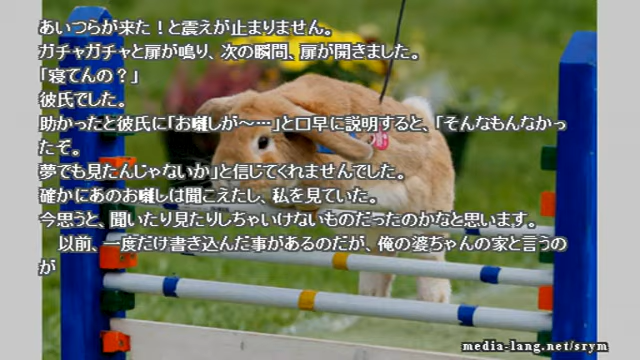 あいつらが来た！と震えが止まりません。
ガチャガチャと扉が鳴り、次の瞬間、扉が開きました。
「寝てんの？」
彼氏でした。
助かったと彼氏に「お囃しが～…」と口早に説明すると、「そんなもんなかっ
たぞ。
夢でも見たんじゃないか」と信じてくれませんでした。
確かにあのお囃しは聞こえたし、私を見ていた。
今思うと、聞いたり見たりしちゃいけないものだったのかなと思います。
　以前、一度だけ書き込んだ事があるのだが、俺の婆ちゃんの家と言うの
が
media-lang.net/srym